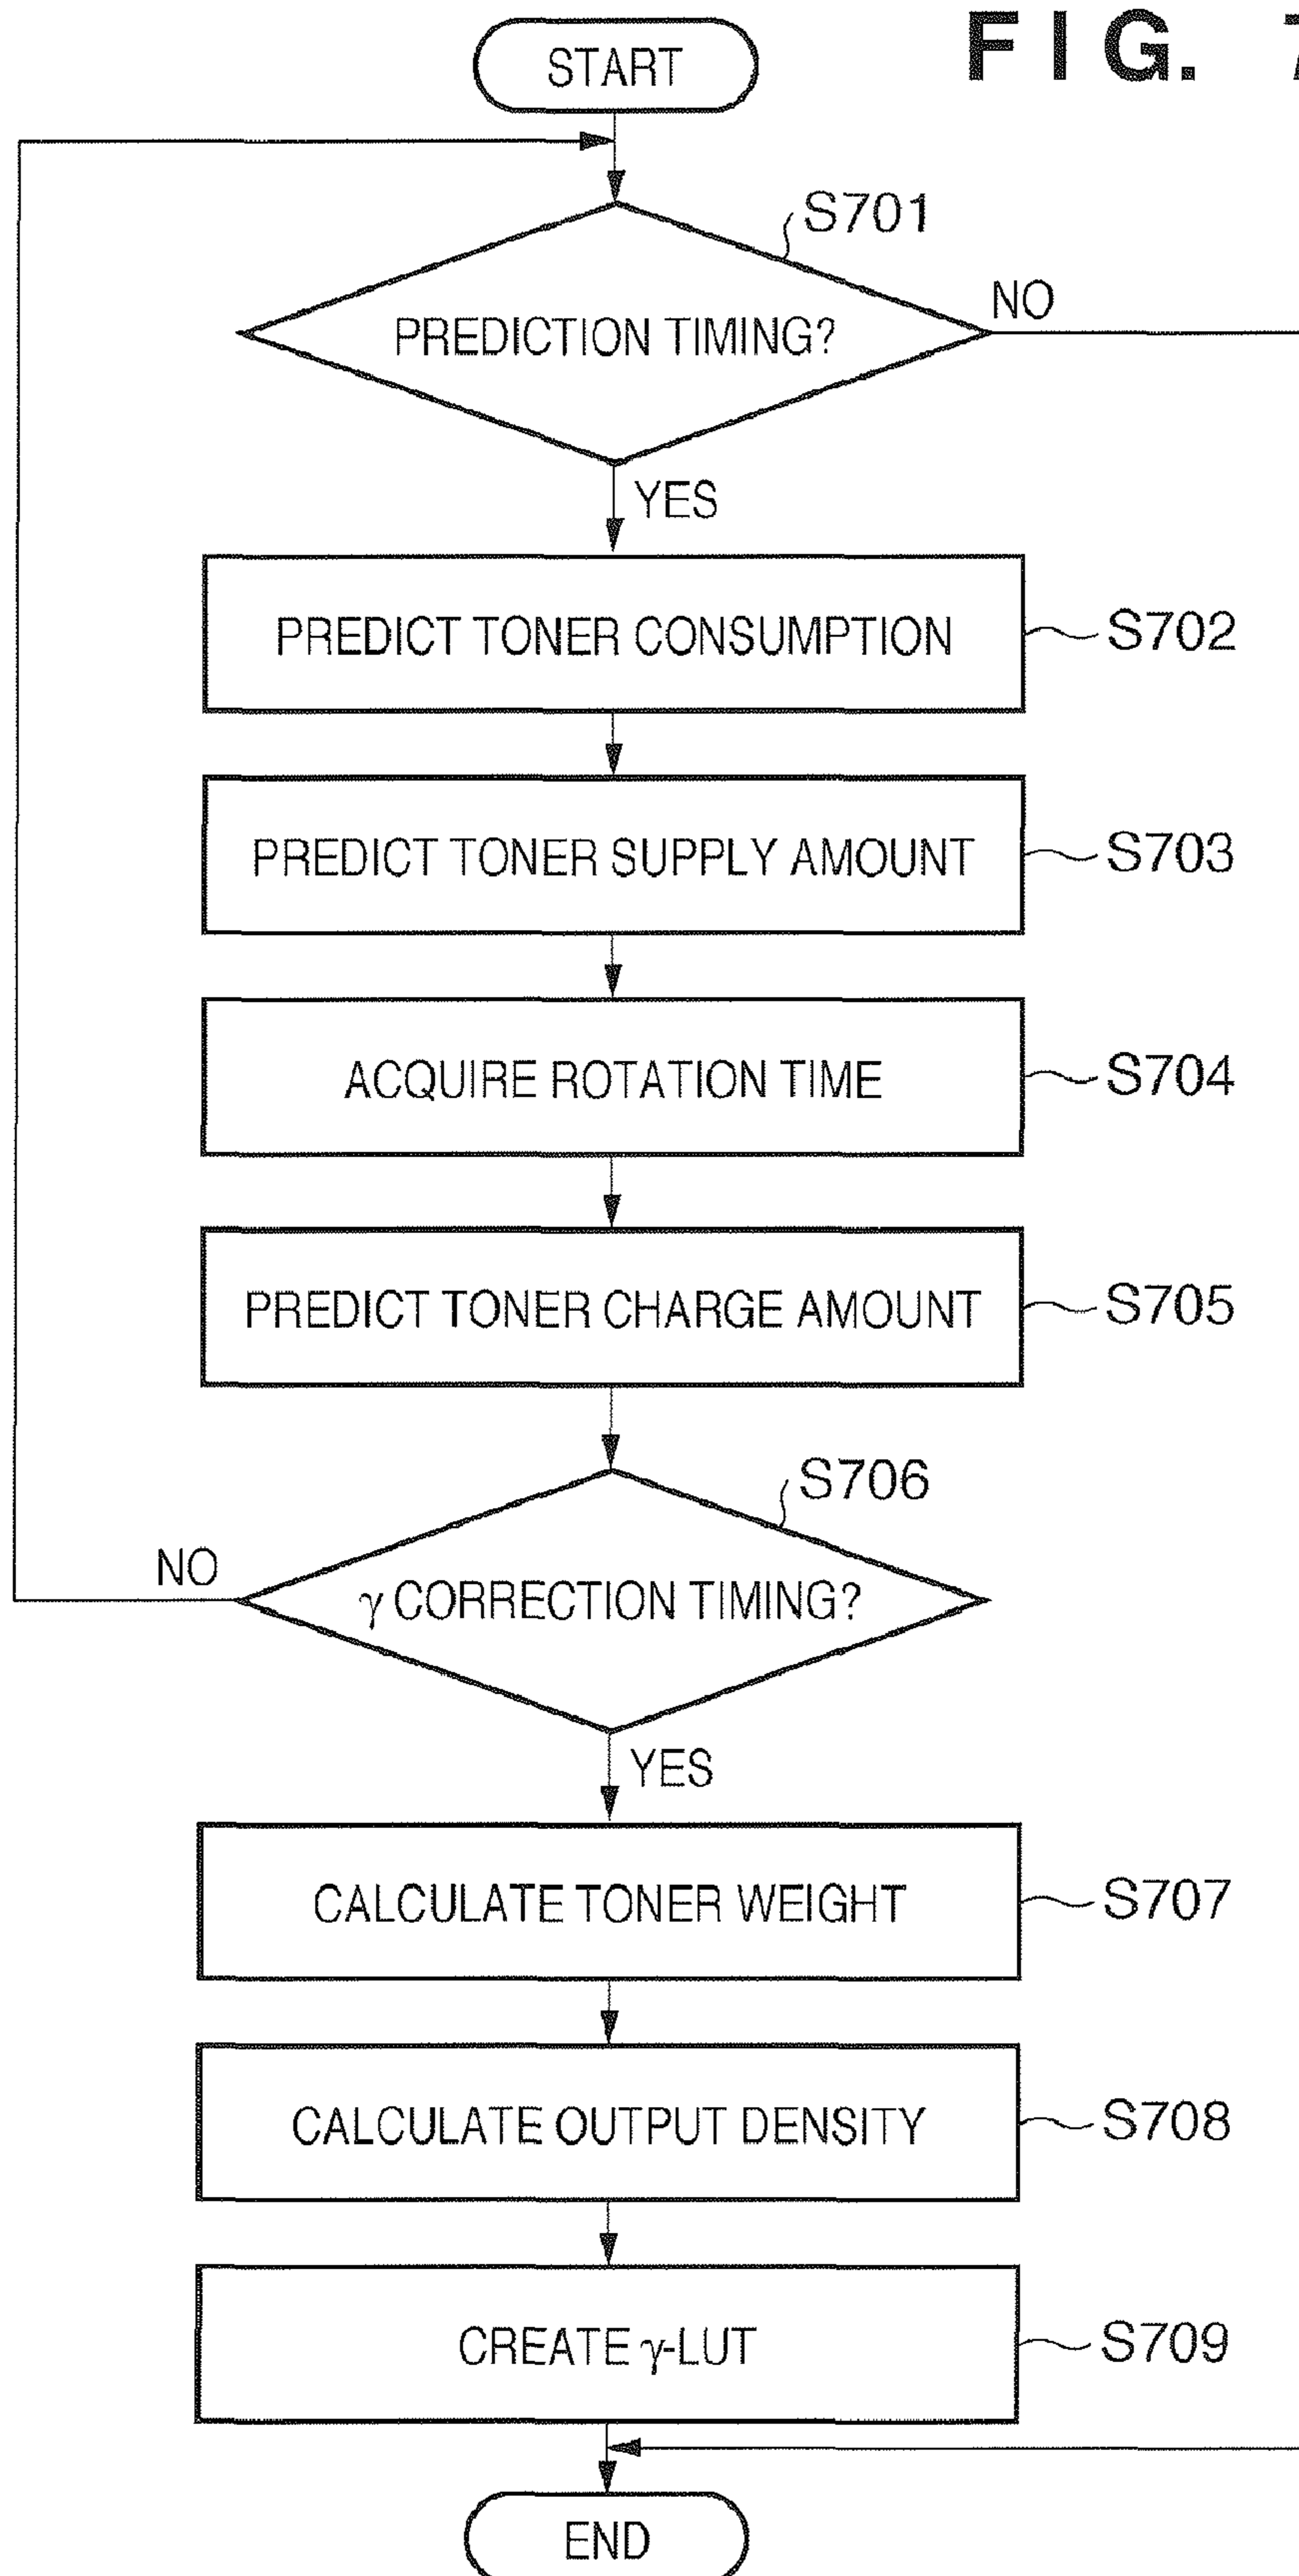 START
FIG. 7
S701
PREDICTION TIMING?
NO
YES
PREDICT TONER CONSUMPTION
S702
PREDICT TONER SUPPLY AMOUNT
S703
ACQUIRE ROTATION TIME
S704
PREDICT TONER CHARGE AMOUNT
S705
S706
NO
γ CORRECTION TIMING?
YES
CALCULATE TONER WEIGHT
S707
CALCULATE OUTPUT DENSITY
S708
CREATE γ-LUT
S709
END